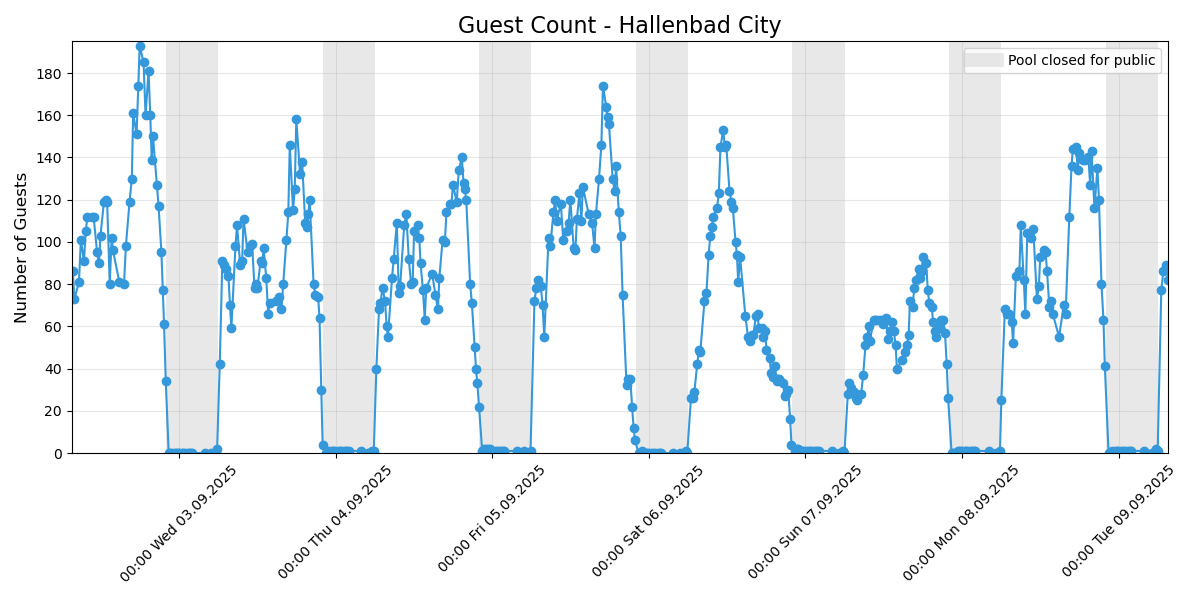 Guest Count - Hallenbad City
Pool closed for public
Number of Guests
180
160
140
120
100
80
60
40
20
0
00:00 Wed 03.09.2025
00:00 Thu 04.09.2025
00:00 Fri 05.09.2025
00:00 Sat 06.09.2025
00:00 Sun 07.09.2025
00:00 Mon 08.09.2025
00:00 Tue 09.09.2025